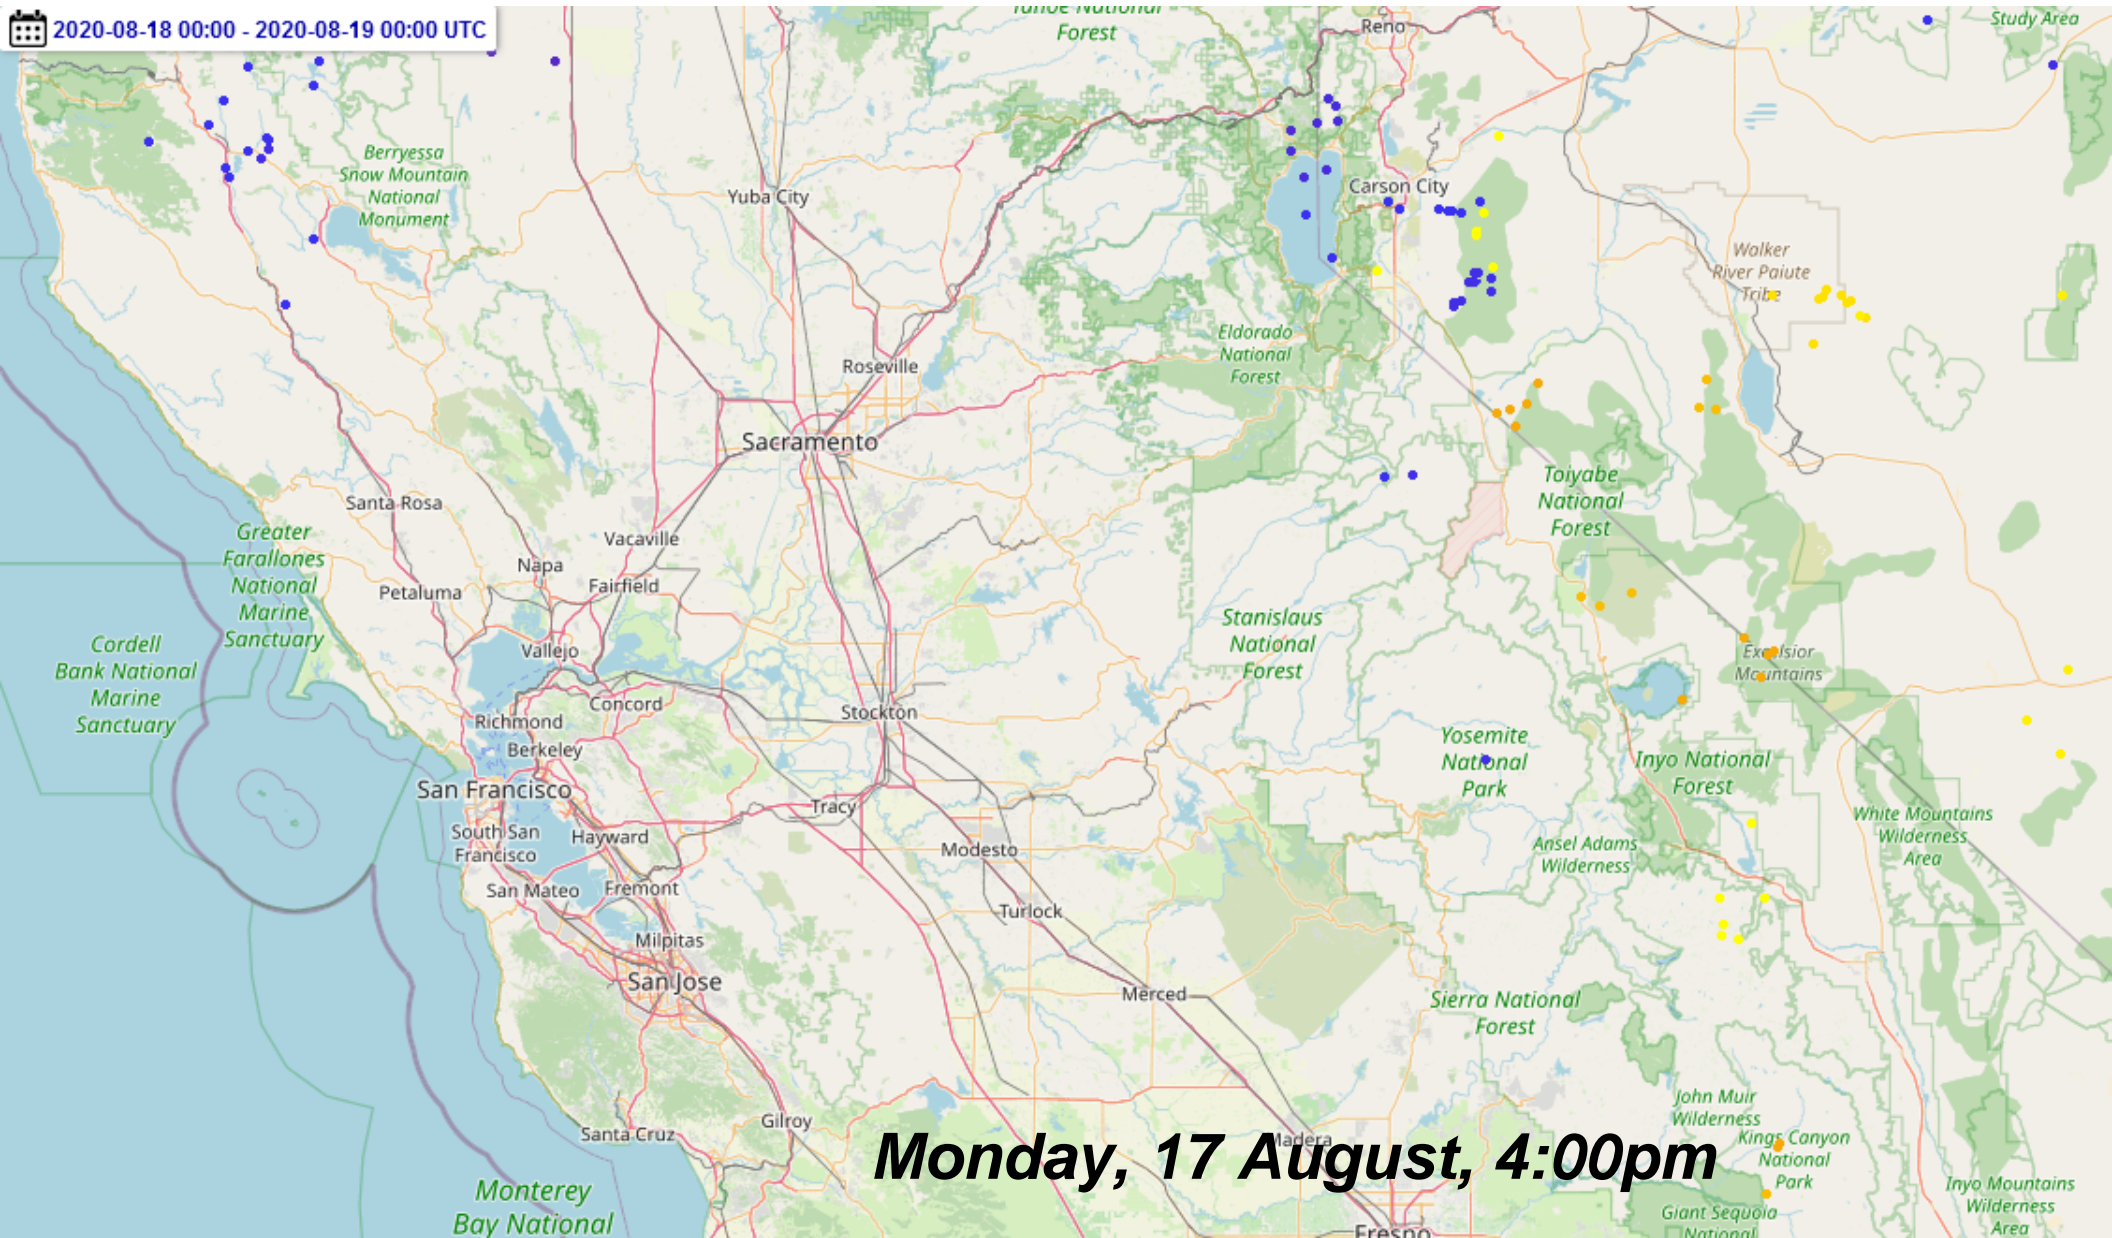 2020-08-18 00:00 - 2020-08-19 00:00 UTC
Tahoe National
Forest
Reno
Study Area
Berryessa
Snow Mountain
National
Monument
Yuba City
Carson City
Walker
River Paiute
Tribe
Eldorado
National
Forest
Roseville
Sacramento
Toiyabe
National
Forest
Santa Rosa
Greater
Farallones
National
Marine
Sanctuary
Vacaville
Napa
Fairfield
Petaluma
Cordell
Bank National
Marine
Sanctuary
Stanislaus
National
Forest
Vallejo
Excelsior
Mountains
Concord
Richmond
Stockton
Berkeley
Yosemite
National
Park
Inyo National
Forest
San Francisco
Tracy
White Mountains
Wilderness
Area
South San
Francisco
Hayward
Modesto
Ansel Adams
Wilderness
San Mateo
Fremont
Turlock
Milpitas
San Jose
Merced
Sierra National
Forest
John Muir
Wilderness
Gilroy
Santa Cruz
Madera
Kings Canyon
National
Park
Monday, 17 August, 4:00pm
Monterey
Bay National
Inyo Mountains
Wilderness
Area
Giant Sequoia
National
Fresno